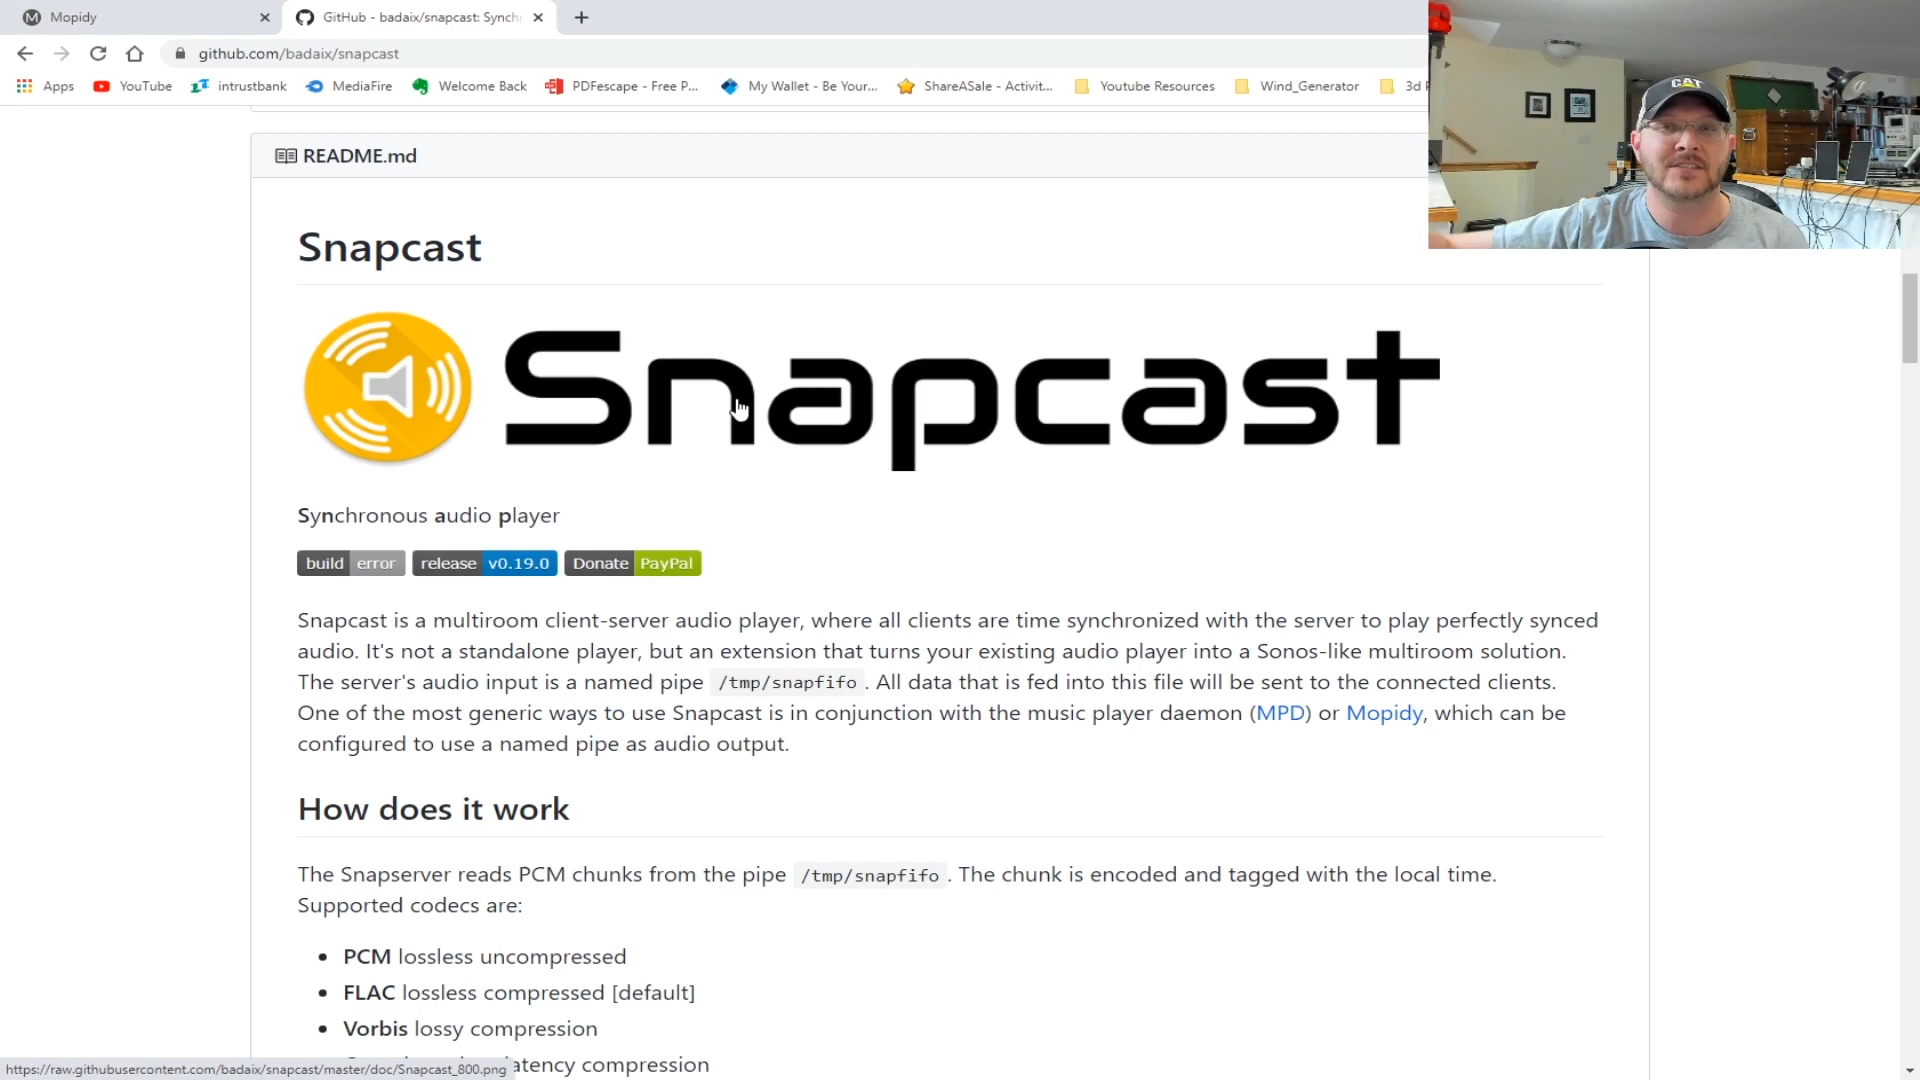 Mopidy
GitHub - badaix/snapcast: Synchr
github.com/badaix/snapcast
Apps
YouTube
intrustbank
MediaFire
Welcome Back
PDFescape - Free P...
My Wallet - Be Your...
ShareASale - Activit...
Youtube Resources
Wind_Generator
3d
CAT
README.md
Snapcast
Snapcast
Synchronous audio player
build error release v0.19.0 Donate PayPal
Snapcast is a multiroom client-server audio player, where all clients are time synchronized with the server to play perfectly synced
audio. It's not a standalone player, but an extension that turns your existing audio player into a Sonos-like multiroom solution.
The server's audio input is a named pipe /tmp/snapfifo . All data that is fed into this file will be sent to the connected clients.
One of the most generic ways to use Snapcast is in conjunction with the music player daemon (MPD) or Mopidy, which can be
configured to use a named pipe as audio output.
How does it work
The Snapserver reads PCM chunks from the pipe /tmp/snapfifo . The chunk is encoded and tagged with the local time.
Supported codecs are:
• PCM lossless uncompressed
• FLAC lossless compressed [default]
• Vorbis lossy compression
compression
https://raw.githubusercontent.com/badaix/snapcast/master/doc/Snapcast_800.png